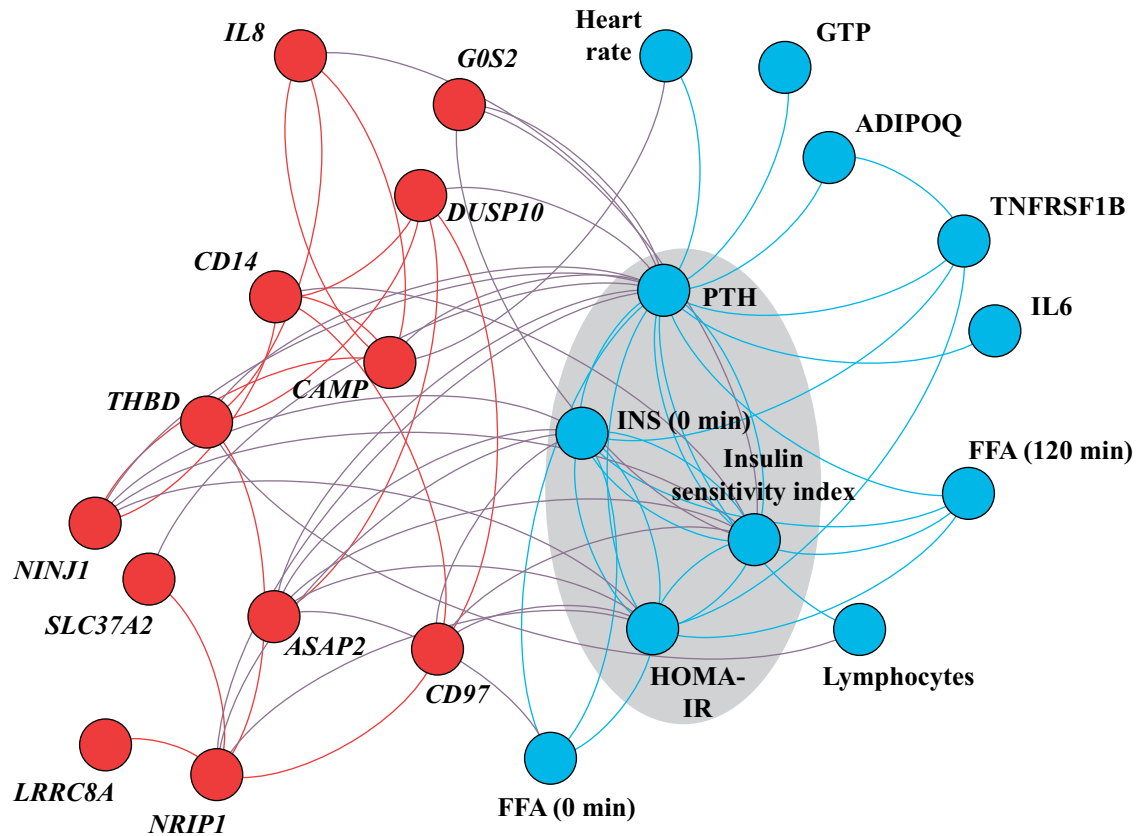 IL8
G0S2
Heart
rate
GTP
ADIPOQ
DUSP10
TNFRSF1B
CD14
PTH
IL6
CAMP
THBD
INS (0 min)
Insulin
sensitivity index
FFA (120 min)
NINJ1
SLC37A2
ASAP2
CD97
HOMA-
IR
Lymphocytes
LRRC8A
NRIP1
FFA (0 min)